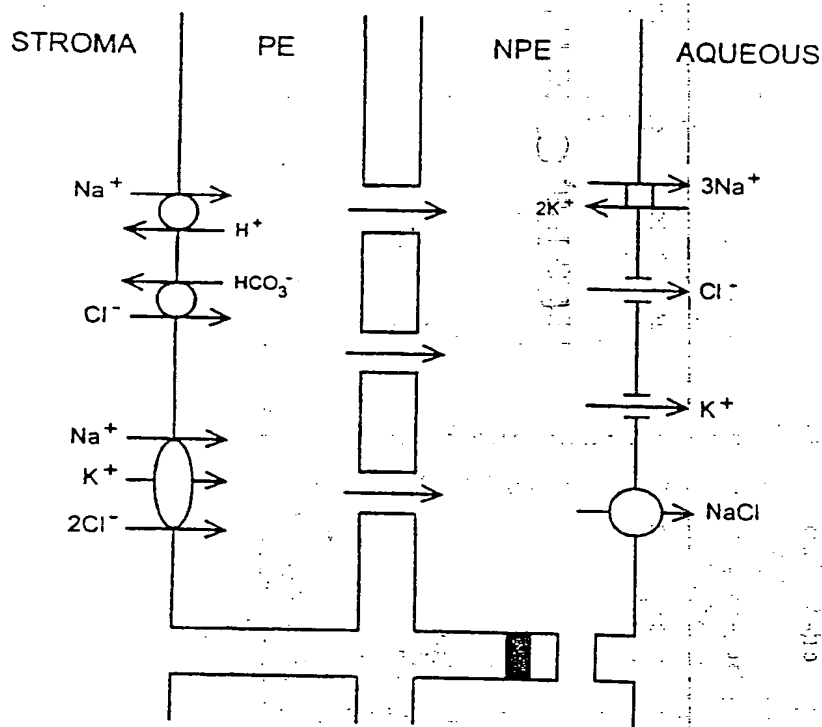 STROMA PE NPE AQUEOUS
Na⁺
H⁺
HCO₃⁻
Cl⁻
Na⁺
K⁺
2Cl⁻
3Na⁺
2K⁺
Cl⁻
K⁺
NaCl